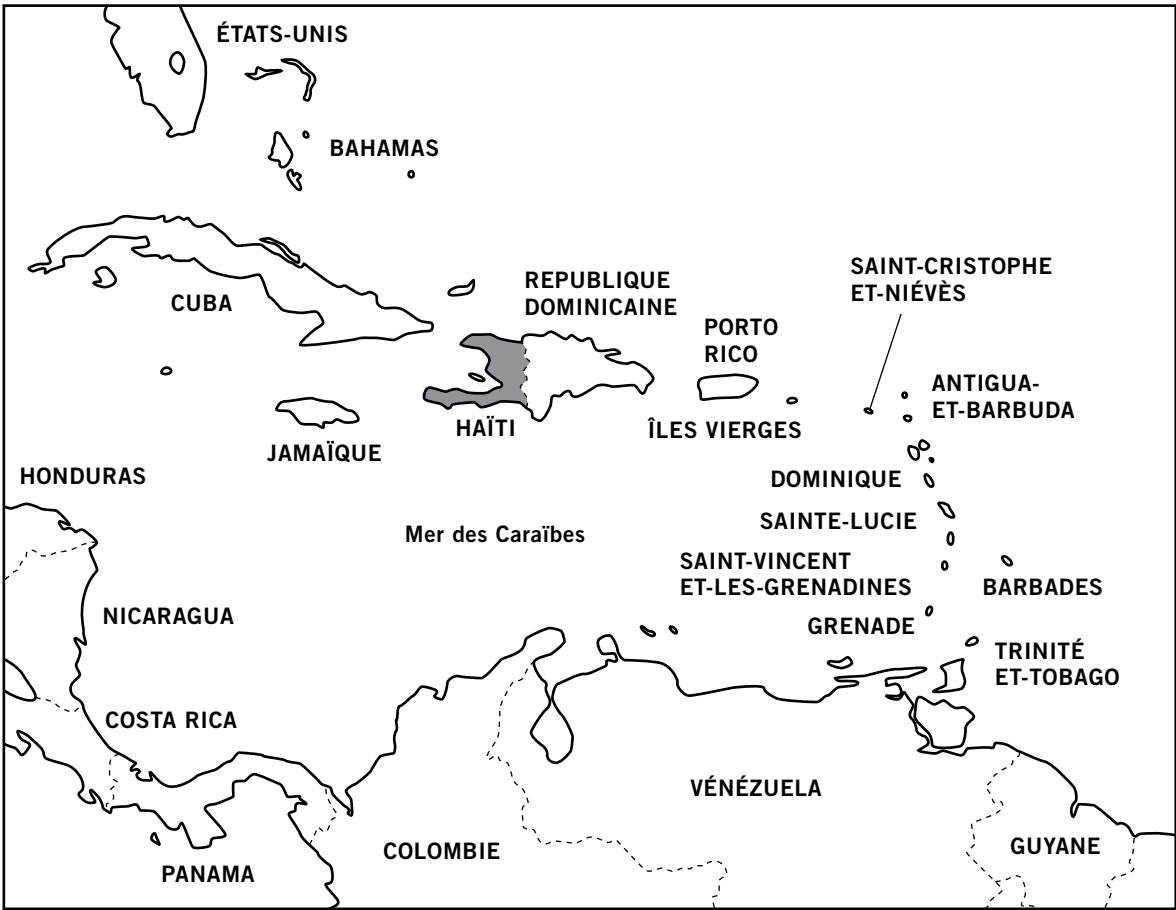 ÉTATS-UNIS
BAHAMAS
CUBA
REPUBLIQUE
DOMINICAINE
SAINT-CRISTOPHE
ET-NIÉVÈS
PORTO
RICO
ANTIGUA-
ET-BARBUDA
HAÏTI
ÎLES VIERGES
JAMAÏQUE
HONDURAS
DOMINIQUE
SAINTE-LUCIE
Mer des Caraïbes
SAINT-VINCENT
ET-LES-GRENADINES
BARBADES
NICARAGUA
GRENADE
TRINITÉ
ET-TOBAGO
COSTA RICA
VÉNÉZUELA
GUYANE
COLOMBIE
PANAMA